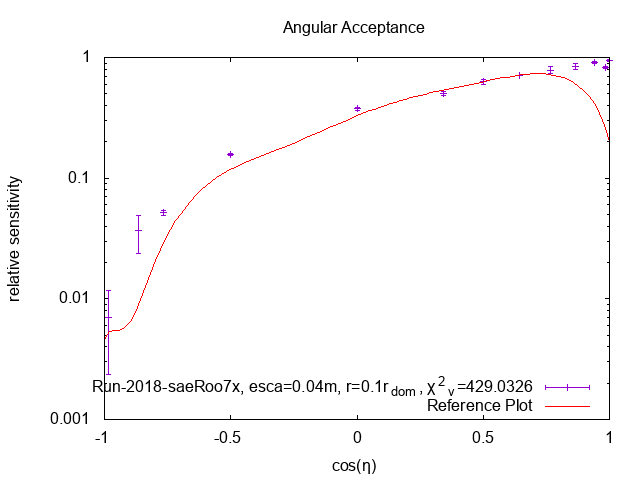 Angular Acceptance
relative sensitivity
1
0.1
0.01
0.001
Run-2018-saeRoo7x, esca=0.04m, r=0.1r_dom, χ²_v=429.0326
Reference Plot
-1 -0.5 0 0.5 1
cos(η)